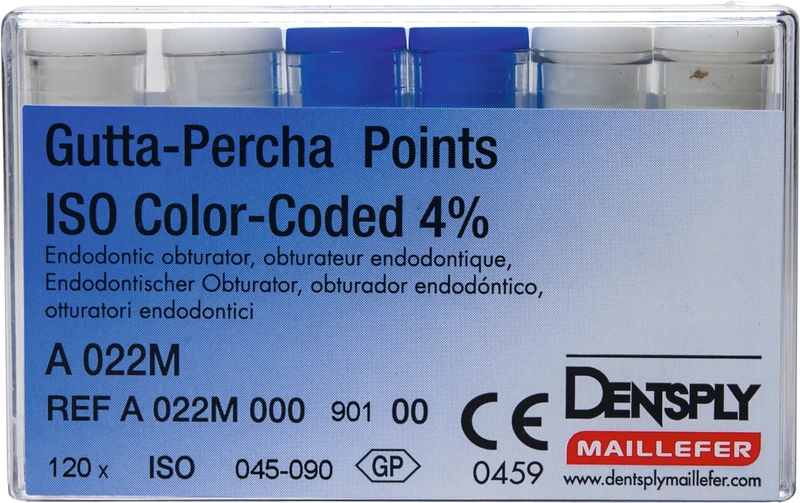 Gutta-Percha Points
ISO Color-Coded 4%
Endodontic obturator, obturateur endodontique,
Endodontischer Obturator, obturador endodóntico,
otturatori endodontici
A 022M
REF A 022M 000 901 00
120 x ISO 045-090 GP
CE
0459
DENTSPLY
MAILLEFER
www.dentsplymaillefer.com